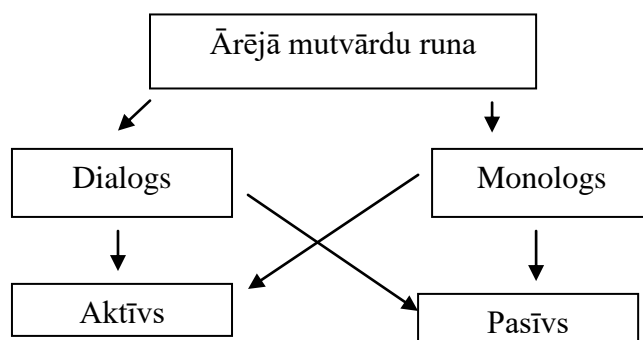 Ārējā mutvārdu runa
Dialogs
Monologs
Aktīvs
Pasīvs